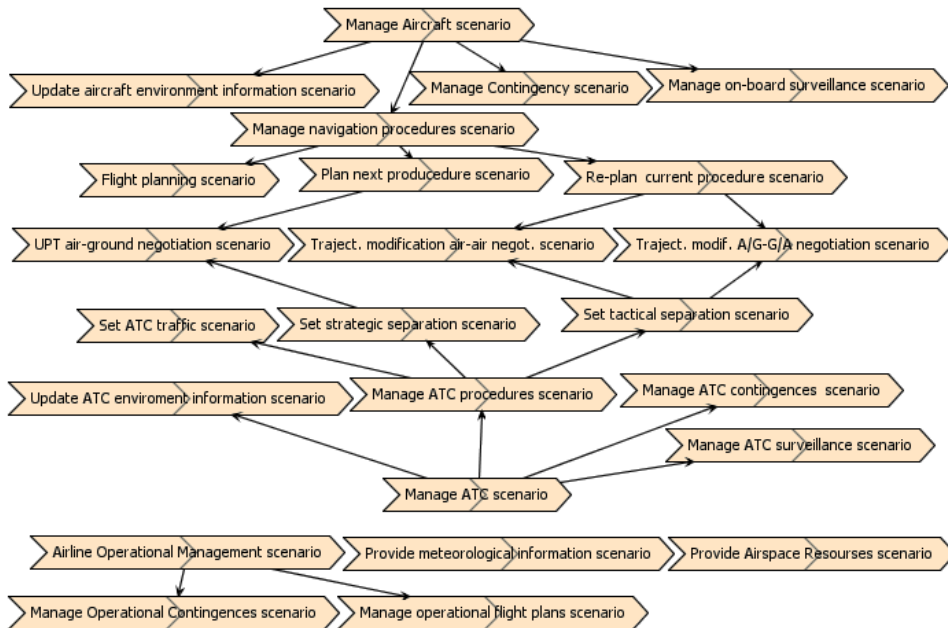 Manage Aircraft scenario
Update aircraft environment information scenario
Manage Contingency scenario
Manage on-board surveillance scenario
Manage navigation procedures scenario
Flight planning scenario
Plan next producedure scenario
Re-plan current procedure scenario
UPT air-ground negotiation scenario
Traject. modification air-air negot. scenario
Traject. modif. A/G-G/A negotiation scenario
Set ATC traffic scenario
Set strategic separation scenario
Set tactical separation scenario
Update ATC enviroment information scenario
Manage ATC procedures scenario
Manage ATC contingences scenario
Manage ATC surveillance scenario
Manage ATC scenario
Airline Operational Management scenario
Provide meteorological information scenario
Provide Airspace Resourses scenario
Manage Operational Contingences scenario
Manage operational flight plans scenario